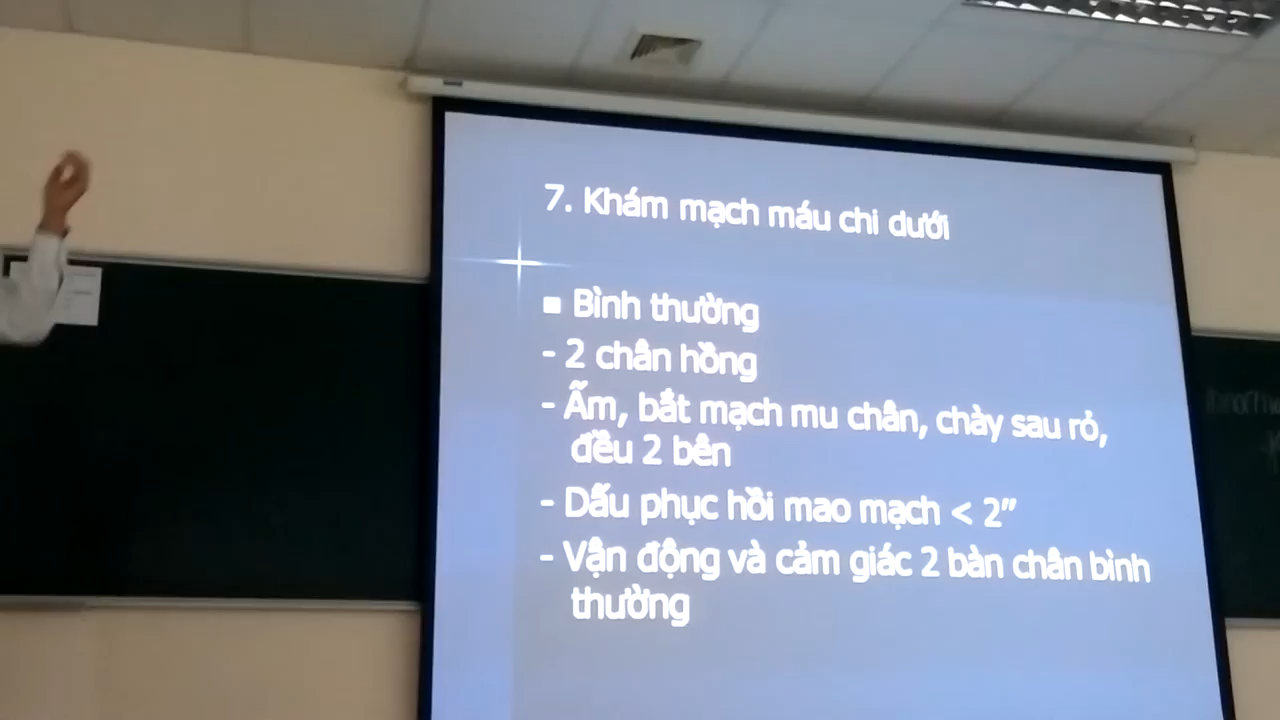 7. Khám mạch máu chi dưới
■ Bình thường
- 2 chân hồng
- Ấm, bắt mạch mu chân, chày sau rỏ,
đều 2 bên
- Dấu phục hồi mao mạch < 2”
- Vận động và cảm giác 2 bàn chân bình
thường